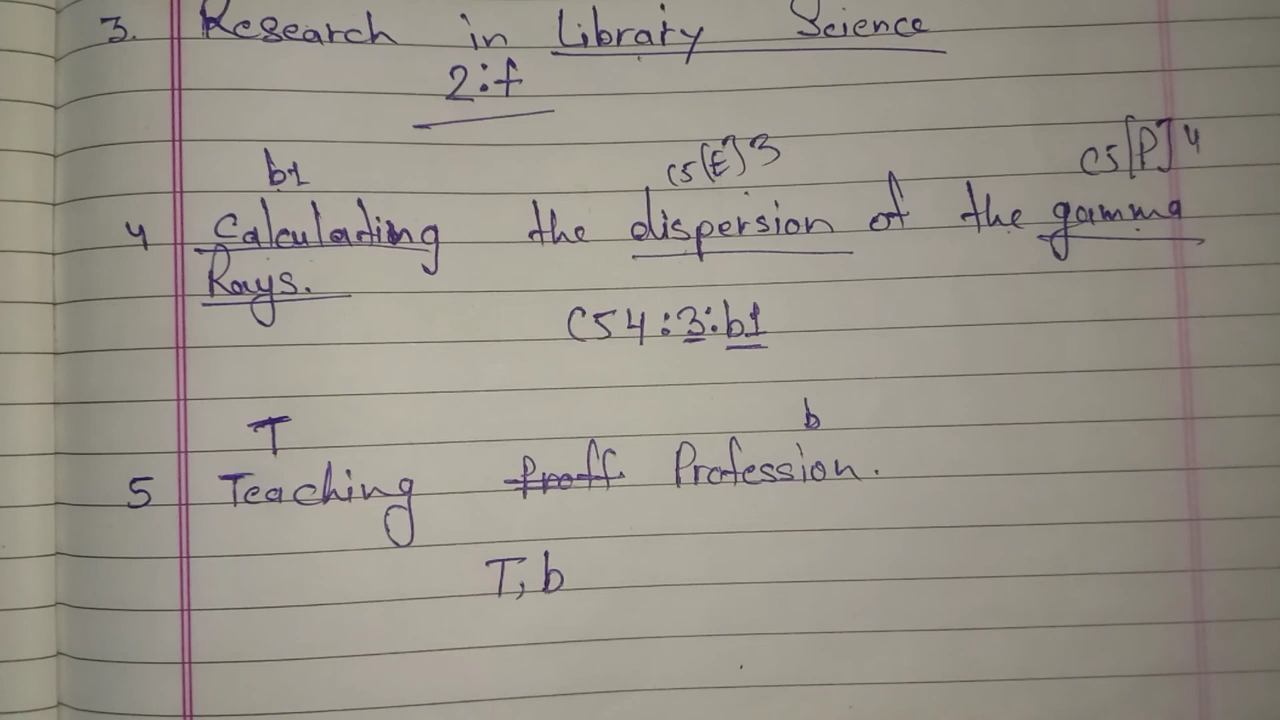 3. Research in Library Science
2:f
b1 c5[E]3 c5[P]4
4 Calculating the dispersion of the gamma
Rays.
C54:3:b1
T b
5 Teaching Proff Profession.
T, b